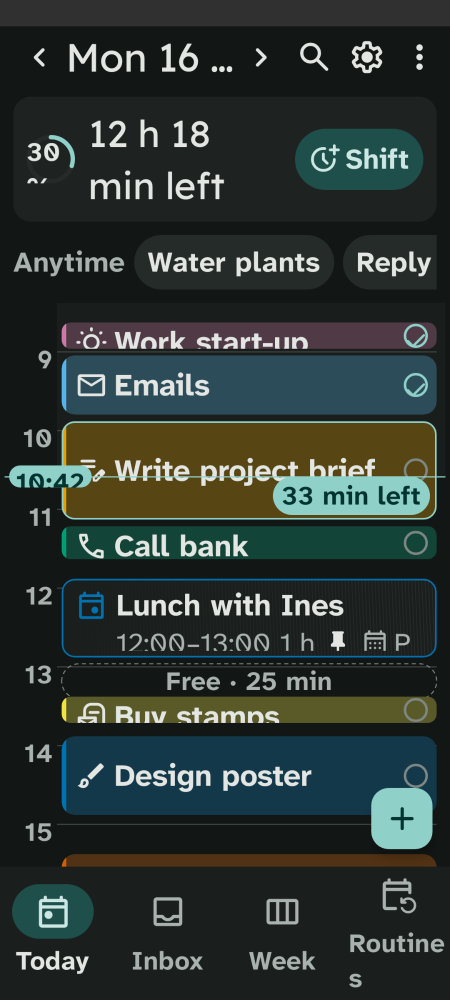 Mon 16 …
30
12 h 18
min left
Shift
Anytime
Water plants
Reply
Work start-up
9
Emails
10
Write project brief
10:42
33 min left
11
Call bank
12
Lunch with Ines
12:00–13:00 1 h P
13
Free · 25 min
Buy stamps
14
Design poster
15
Today
Inbox
Week
Routine
s